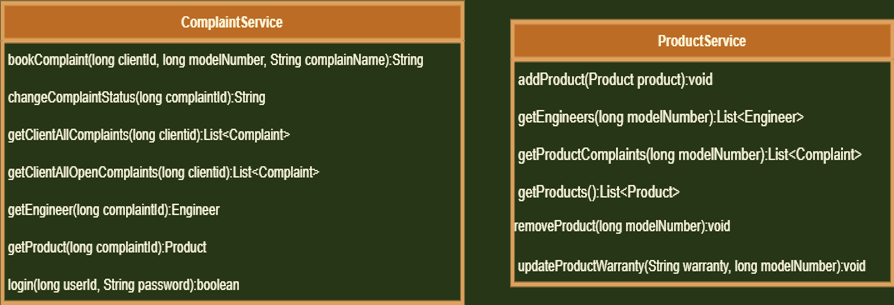 ComplaintService
bookComplaint(long clientId, long modelNumber, String complainName):String
changeComplaintStatus(long complaintId):String
getClientAllComplaints(long clientid):List<Complaint>
getClientAllOpenComplaints(long clientid):List<Complaint>
getEngineer(long complaintId):Engineer
getProduct(long complaintId):Product
login(long userId, String password):boolean
ProductService
addProduct(Product product):void
getEngineers(long modelNumber):List<Engineer>
getProductComplaints(long modelNumber):List<Complaint>
getProducts():List<Product>
removeProduct(long modelNumber):void
updateProductWarranty(String warranty, long modelNumber):void